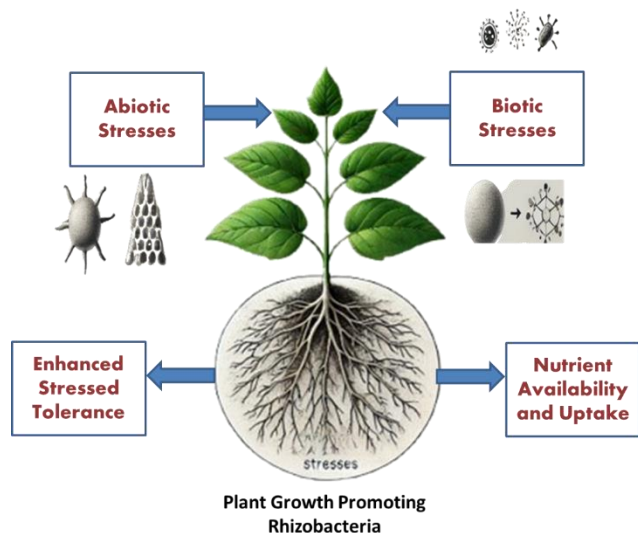 Abiotic
Stresses
Biotic
Stresses
Enhanced
Stressed
Tolerance
Nutrient
Availability
and Uptake
stresses
Plant Growth Promoting
Rhizobacteria